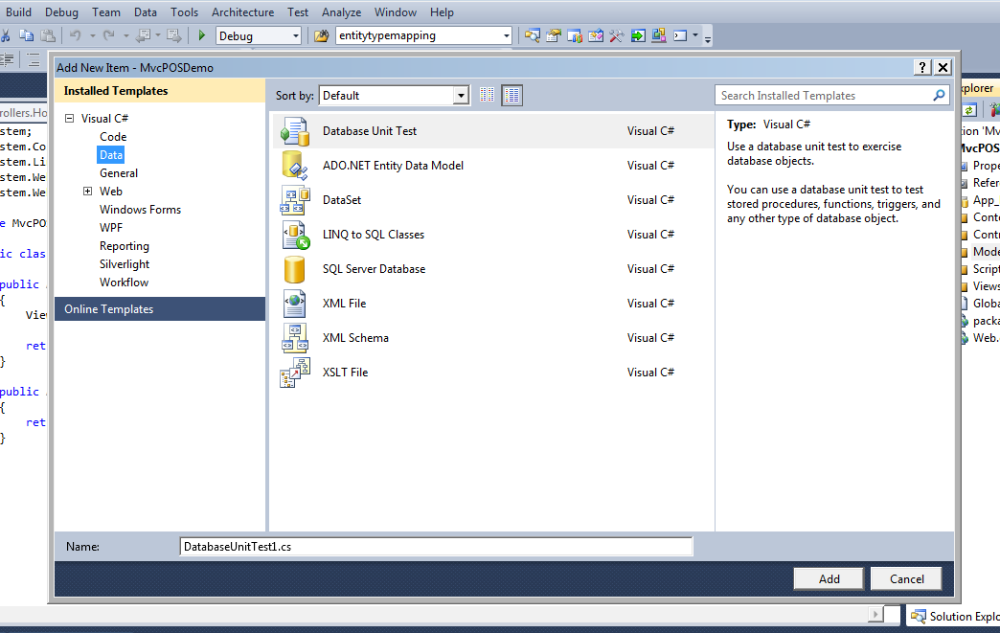 Build Debug Team Data Tools Architecture Test Analyze Window Help
Debug entitytypemapping
Add New Item - MvcPOSDemo
Installed Templates
Sort by: Default
Search Installed Templates
Visual C#
Code
Data
General
Web
Windows Forms
WPF
Reporting
Silverlight
Workflow
Online Templates
Database Unit Test Visual C#
ADO.NET Entity Data Model Visual C#
DataSet Visual C#
LINQ to SQL Classes Visual C#
SQL Server Database Visual C#
XML File Visual C#
XML Schema Visual C#
XSLT File Visual C#
Type: Visual C#
Use a database unit test to exercise
database objects.
You can use a database unit test to test
stored procedures, functions, triggers, and
any other type of database object.
Name: DatabaseUnitTest1.cs
Add Cancel
rollers.Ho
stem;
stem.Co
stem.Li
stem.We
stem.We
e MvcPOS
ic clas
public
{
Vie
ret
}
public
{
ret
}
xplorer
tion 'Mv
MvcPOS
Prope
Refer
App_
Conte
Contr
Mode
Script
Views
Globa
packa
Web.
Solution Explo